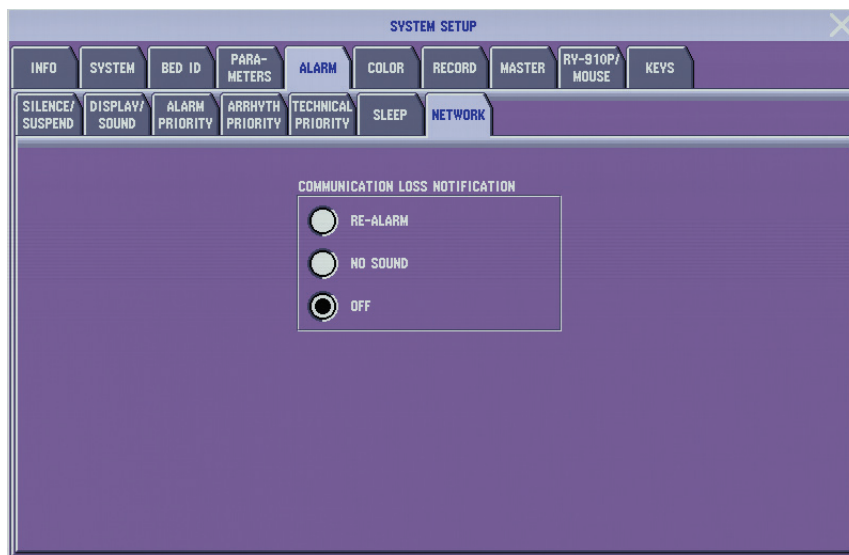 SYSTEM SETUP
INFO SYSTEM BED ID PARA-
METERS ALARM COLOR RECORD MASTER RY-910P/
MOUSE KEYS
SILENCE/
SUSPEND DISPLAY/
SOUND ALARM
PRIORITY ARRHYTH
PRIORITY TECHNICAL
PRIORITY SLEEP NETWORK
COMMUNICATION LOSS NOTIFICATION
RE-ALARM
NO SOUND
OFF